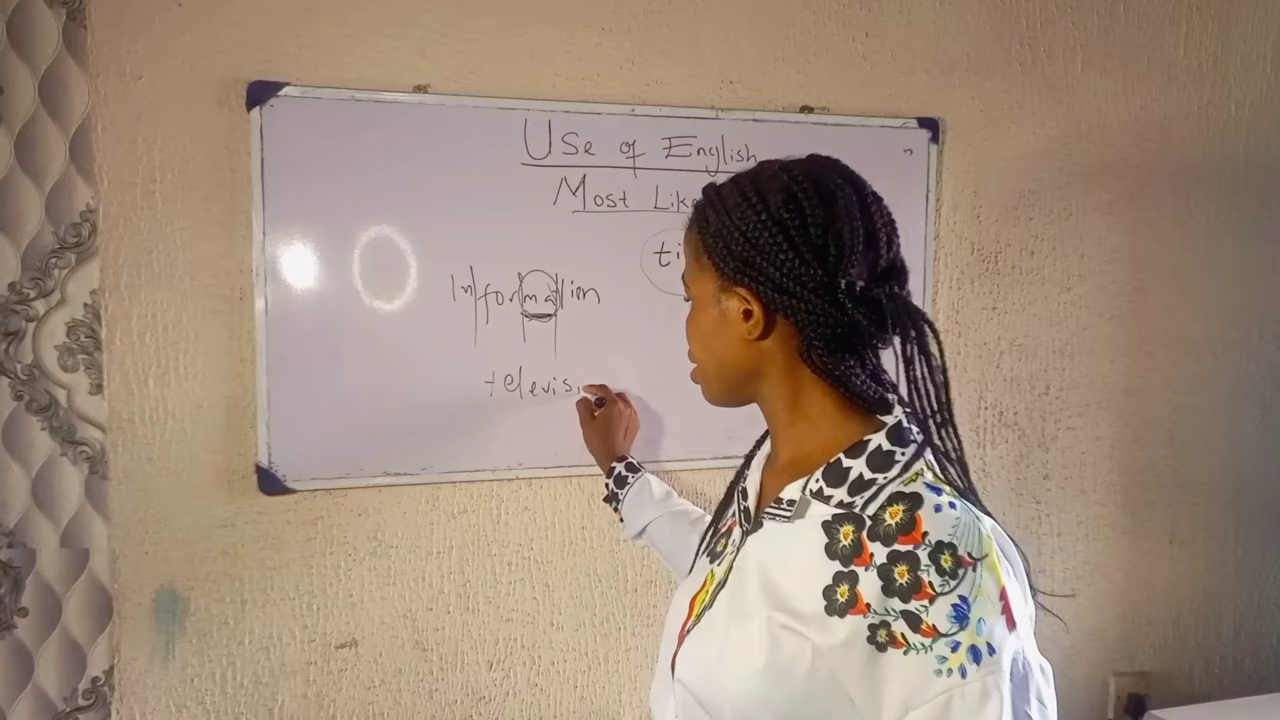 Use of English
Most Like
ti
Information
televisi